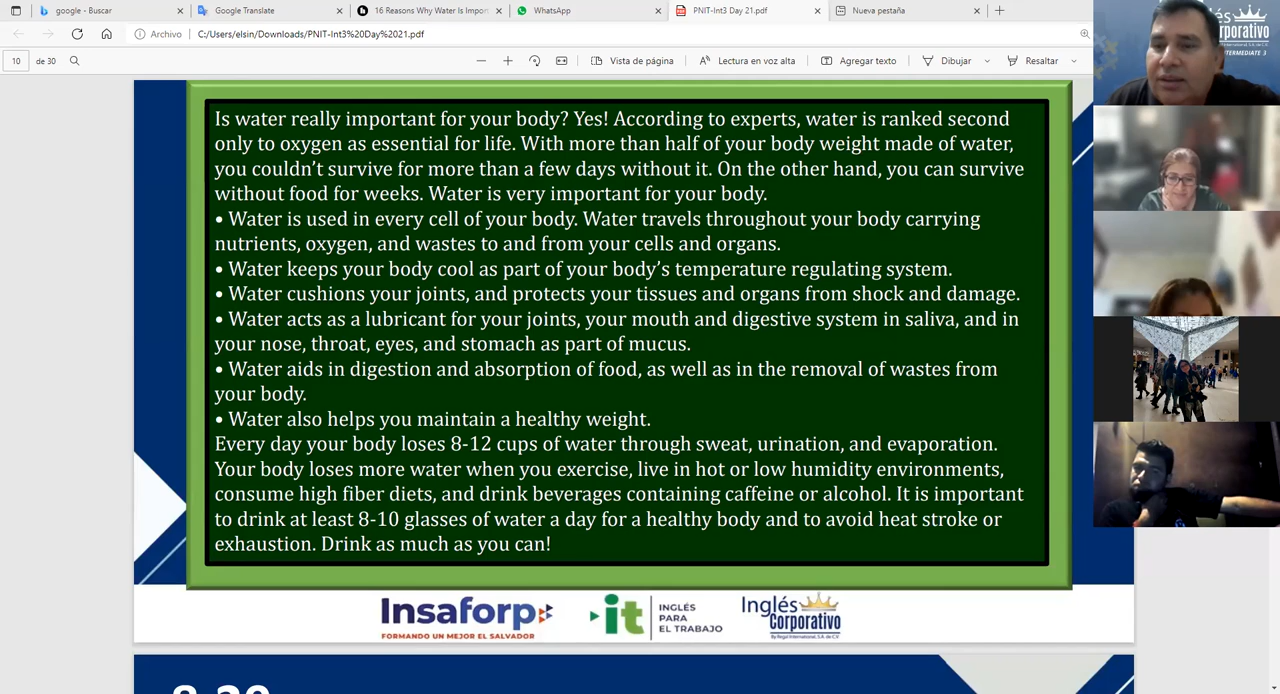 google - Buscar
Google Translate
16 Reasons Why Water Is Impor
WhatsApp
PNIT-Int3 Day 21.pdf
Nueva pestaña
Archivo
C:/Users/elsin/Downloads/PNIT-Int3%20Day%2021.pdf
10 de 30
Vista de página
Lectura en voz alta
Agregar texto
Dibujar
Resaltar
Inglés
Corporativo
INTERMEDIATE 3
Is water really important for your body? Yes! According to experts, water is ranked second
only to oxygen as essential for life. With more than half of your body weight made of water,
you couldn’t survive for more than a few days without it. On the other hand, you can survive
without food for weeks. Water is very important for your body.
• Water is used in every cell of your body. Water travels throughout your body carrying
nutrients, oxygen, and wastes to and from your cells and organs.
• Water keeps your body cool as part of your body’s temperature regulating system.
• Water cushions your joints, and protects your tissues and organs from shock and damage.
• Water acts as a lubricant for your joints, your mouth and digestive system in saliva, and in
your nose, throat, eyes, and stomach as part of mucus.
• Water aids in digestion and absorption of food, as well as in the removal of wastes from
your body.
• Water also helps you maintain a healthy weight.
Every day your body loses 8-12 cups of water through sweat, urination, and evaporation.
Your body loses more water when you exercise, live in hot or low humidity environments,
consume high fiber diets, and drink beverages containing caffeine or alcohol. It is important
to drink at least 8-10 glasses of water a day for a healthy body and to avoid heat stroke or
exhaustion. Drink as much as you can!
Insaforp
FORMANDO UN MEJOR EL SALVADOR
it
INGLÉS
PARA
EL TRABAJO
Inglés
Corporativo
By Regal International, S.A. de C.V.